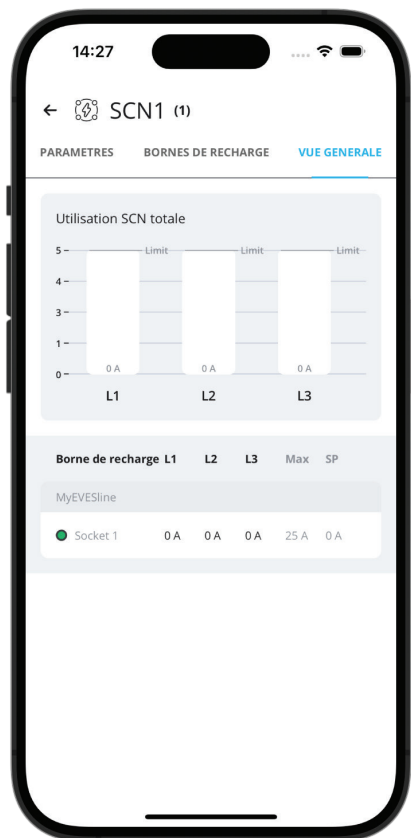 14:27
SCN1 (1)
PARAMETRES BORNES DE RECHARGE VUE GENERALE
Utilisation SCN totale
5 Limit Limit Limit
4
3
1
0 0 A 0 A 0 A
L1 L2 L3
Borne de recharge L1 L2 L3 Max SP
MyEVESline
Socket 1 0 A 0 A 0 A 25 A 0 A